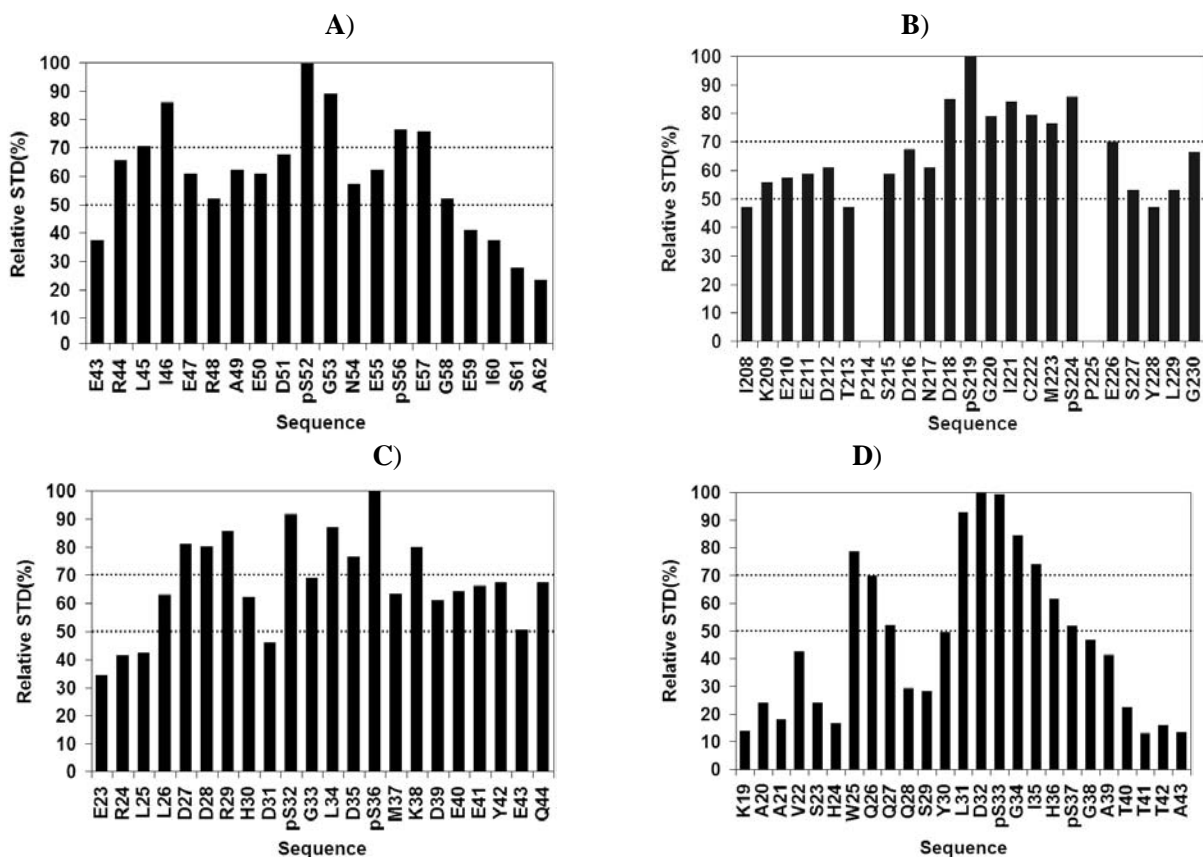 A)
Relative STD(%)
100
90
80
70
60
50
40
30
20
10
0
E43 R44 L45 I46 E47 R48 A49 E50 D51 pS52 G53 N54 E55 pS56 E57 G58 E59 I60 S61 A62
Sequence
B)
Relative STD(%)
100
90
80
70
60
50
40
30
20
10
0
I208 K209 E210 E211 D212 T213 P214 S215 D216 N217 D218 pS219 G220 I221 C222 M223 pS224 P225 E226 S227 Y228 L229 G230
Sequence
C)
Relative STD(%)
100
90
80
70
60
50
40
30
20
10
0
E23 R24 L25 L26 D27 D28 R29 H30 D31 pS32 G33 L34 D35 pS36 M37 K38 D39 E40 E41 Y42 E43 Q44
Sequence
D)
Relative STD(%)
100
90
80
70
60
50
40
30
20
10
0
K19 A20 A21 V22 S23 H24 W25 Q26 Q27 Q28 S29 Y30 L31 D32 pS33 G34 I35 H36 pS37 G38 A39 T40 T41 T42 A43
Sequence